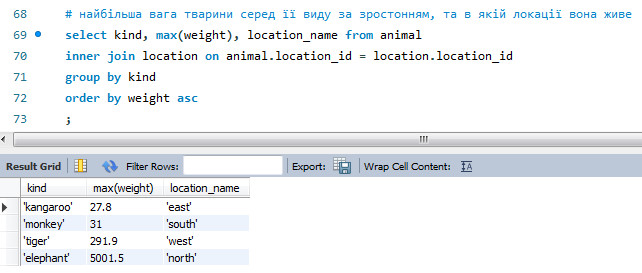 68 # найбільша вага тварини серед її виду за зростонням, та в якій локації вона живе
69 select kind, max(weight), location_name from animal
70 inner join location on animal.location_id = location.location_id
71 group by kind
72 order by weight asc
73 ;
Result Grid Filter Rows: Export: Wrap Cell Content:
kind max(weight) location_name
'kangaroo' 27.8 'east'
'monkey' 31 'south'
'tiger' 291.9 'west'
'elephant' 5001.5 'north'